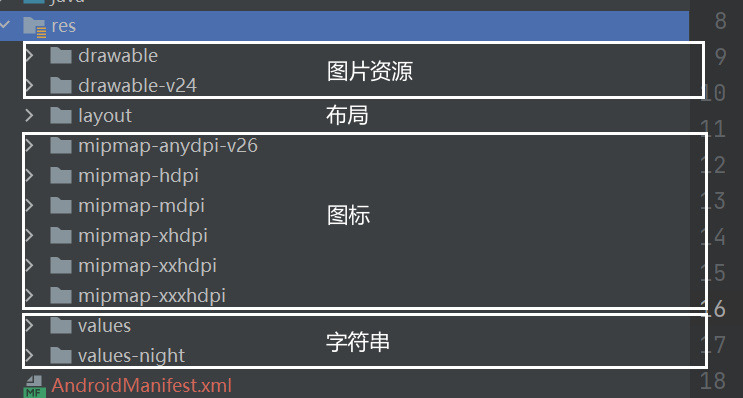 java
res
8
drawable
9
图片资源
drawable-v24
10
layout
布局
11
mipmap-anydpi-v26
12
mipmap-hdpi
13
mipmap-mdpi
图标
mipmap-xhdpi
14
mipmap-xxhdpi
15
mipmap-xxxhdpi
16
values
字符串
17
values-night
MF
AndroidManifest.xml
18